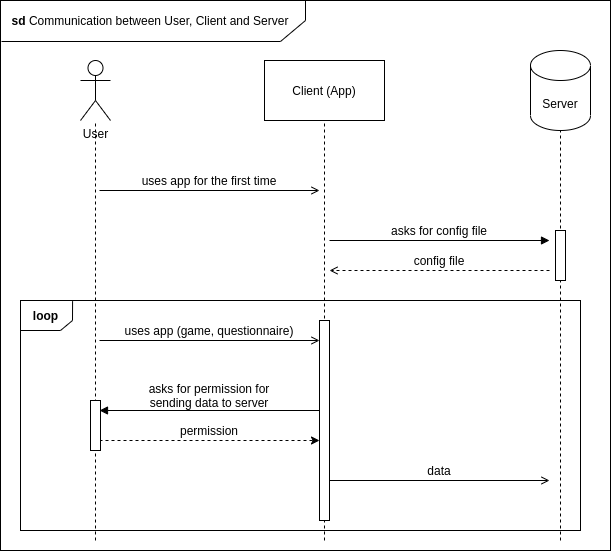 sd Communication between User, Client and Server
User
Client (App)
Server
uses app for the first time
asks for config file
config file
loop
uses app (game, questionnaire)
asks for permission for
sending data to server
permission
data